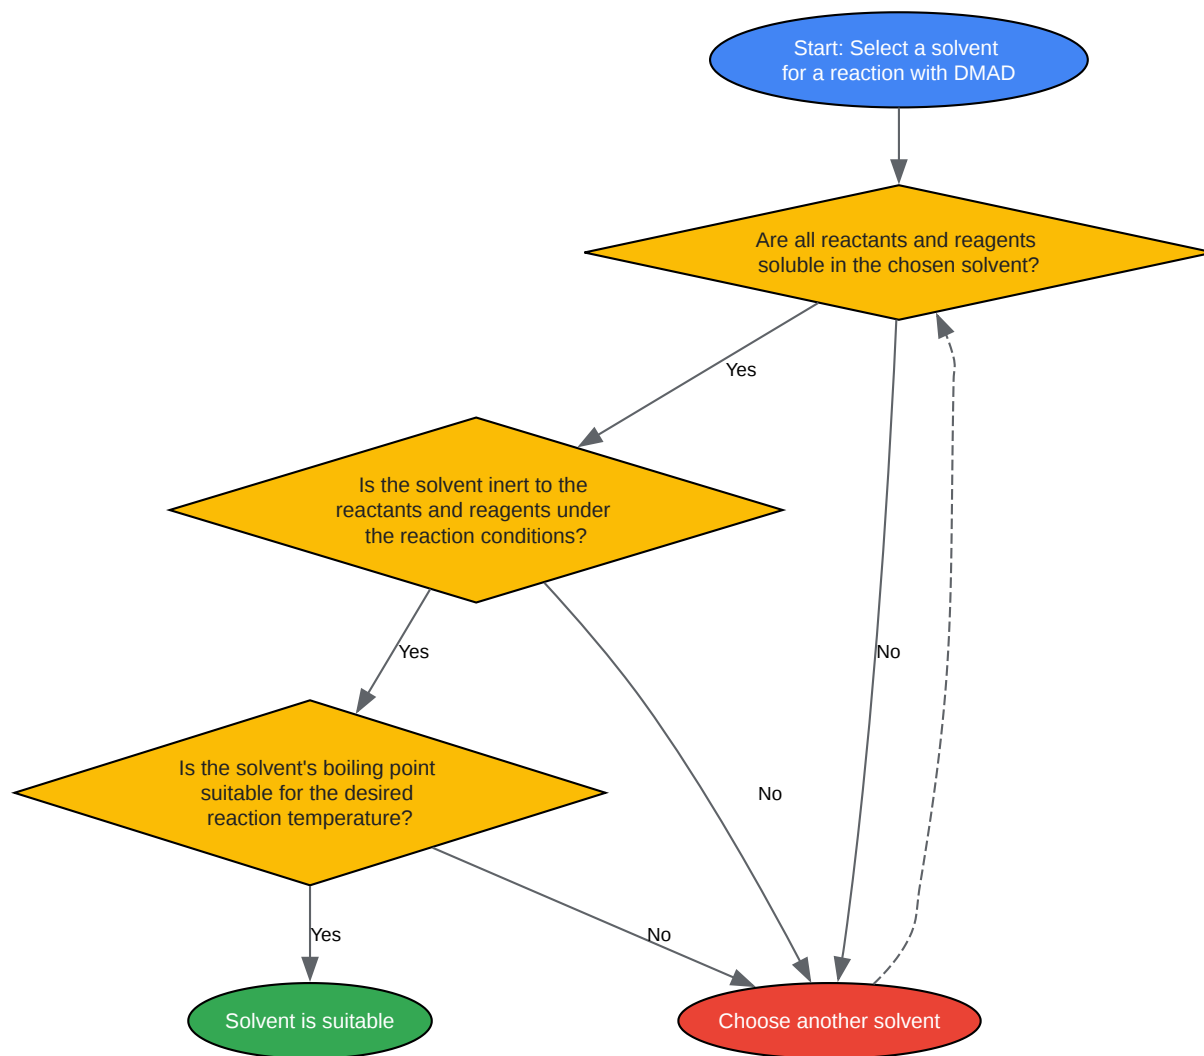 Start: Select a solvent
for a reaction with DMAD
Are all reactants and reagents
soluble in the chosen solvent?
Yes
Is the solvent inert to the
reactants and reagents under
the reaction conditions?
Yes
No
Is the solvent's boiling point
suitable for the desired
reaction temperature?
No
Yes
No
Solvent is suitable
Choose another solvent